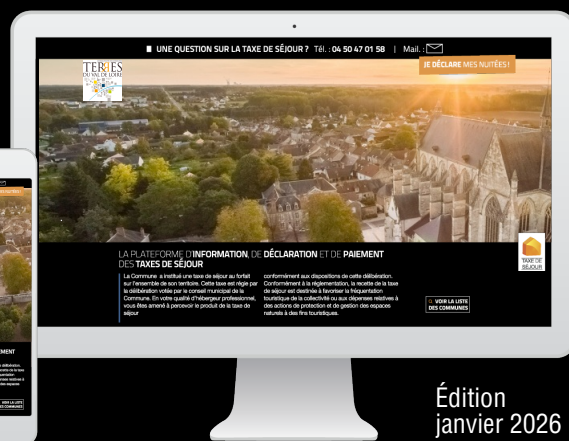 UNE QUESTION SUR LA TAXE DE SÉJOUR ? Tél. : 04 50 47 01 58 | Mail. :
JE DÉCLARE MES NUITÉES !
TERRES
DU VAL DE LOIRE
LA PLATEFORME D'INFORMATION, DE DÉCLARATION ET DE PAIEMENT
DES TAXES DE SÉJOUR
La Commune a institué une taxe de séjour au forfait
sur l'ensemble de son territoire. Cette taxe est régie par
la délibération votée par le conseil municipal de la
Commune. En votre qualité d'hébergeur professionnel,
vous êtes amené à percevoir le produit de la taxe de
séjour
conformément aux dispositions de cette délibération.
Conformément à la réglementation, la recette de la taxe
de séjour est destinée à favoriser la fréquentation
touristique de la collectivité ou aux dépenses relatives à
des actions de protection et de gestion des espaces
naturels à des fins touristiques.
TAXE DE
SÉJOUR
VOIR LA LISTE
DES COMMUNES
EMENT
VOIR LA LISTE
DES COMMUNES
Édition
janvier 2026